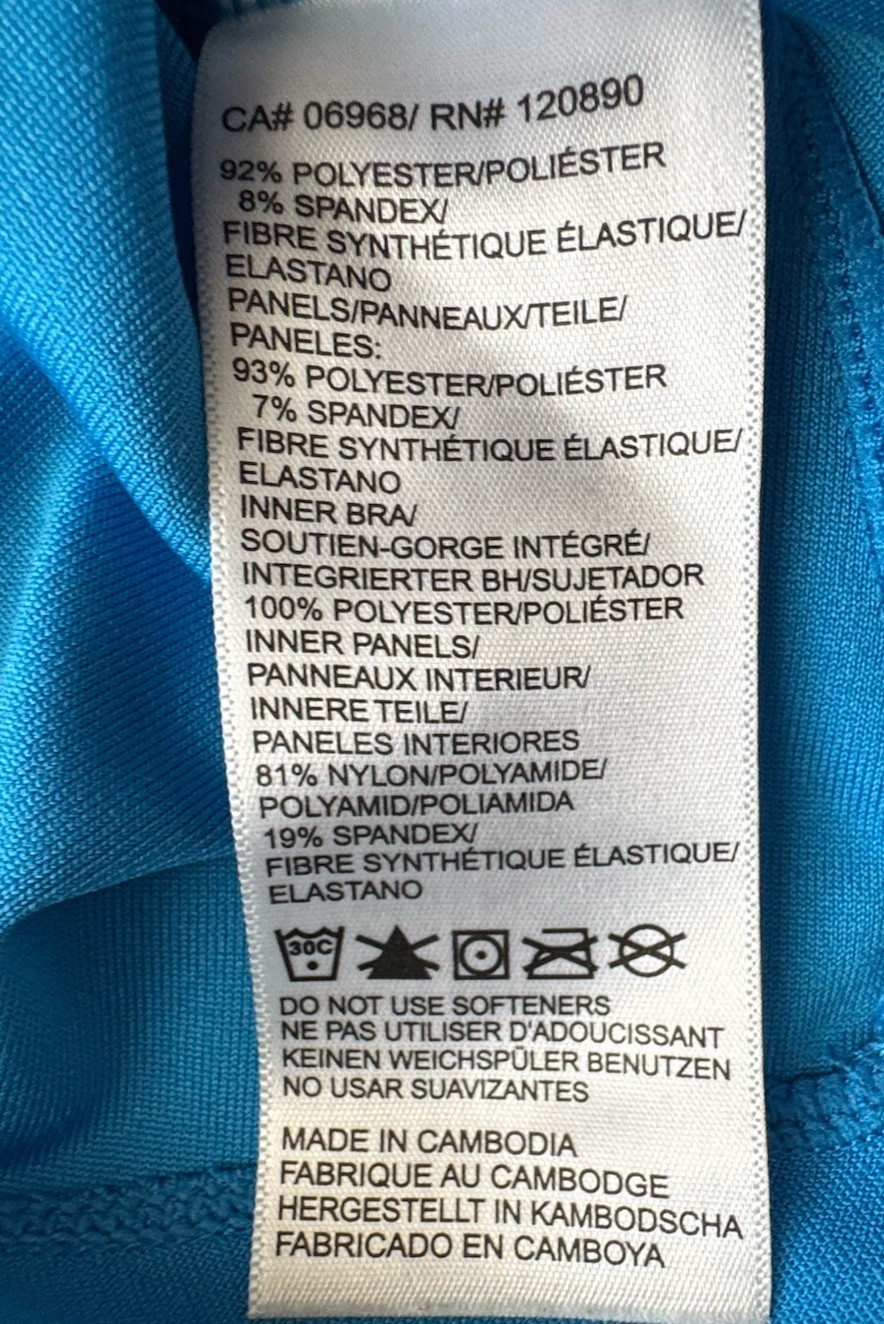 CA# 06968/ RN# 120890
92% POLYESTER/POLIÉSTER
8% SPANDEX/
FIBRE SYNTHÉTIQUE ÉLASTIQUE/
ELASTANO
PANELS/PANNEAUX/TEILE/
PANELES:
93% POLYESTER/POLIÉSTER
7% SPANDEX/
FIBRE SYNTHÉTIQUE ÉLASTIQUE/
ELASTANO
INNER BRA/
SOUTIEN-GORGE INTÉGRÉ/
INTEGRIERTER BH/SUJETADOR
100% POLYESTER/POLIÉSTER
INNER PANELS/
PANNEAUX INTERIEUR/
INNERE TEILE/
PANELES INTERIORES
81% NYLON/POLYAMIDE/
POLYAMID/POLIAMIDA
19% SPANDEX/
FIBRE SYNTHÉTIQUE ÉLASTIQUE/
ELASTANO
30C
DO NOT USE SOFTENERS
NE PAS UTILISER D'ADOUCISSANT
KEINEN WEICHSPÜLER BENUTZEN
NO USAR SUAVIZANTES
MADE IN CAMBODIA
FABRIQUE AU CAMBODGE
HERGESTELLT IN KAMBODSCHA
FABRICADO EN CAMBOYA